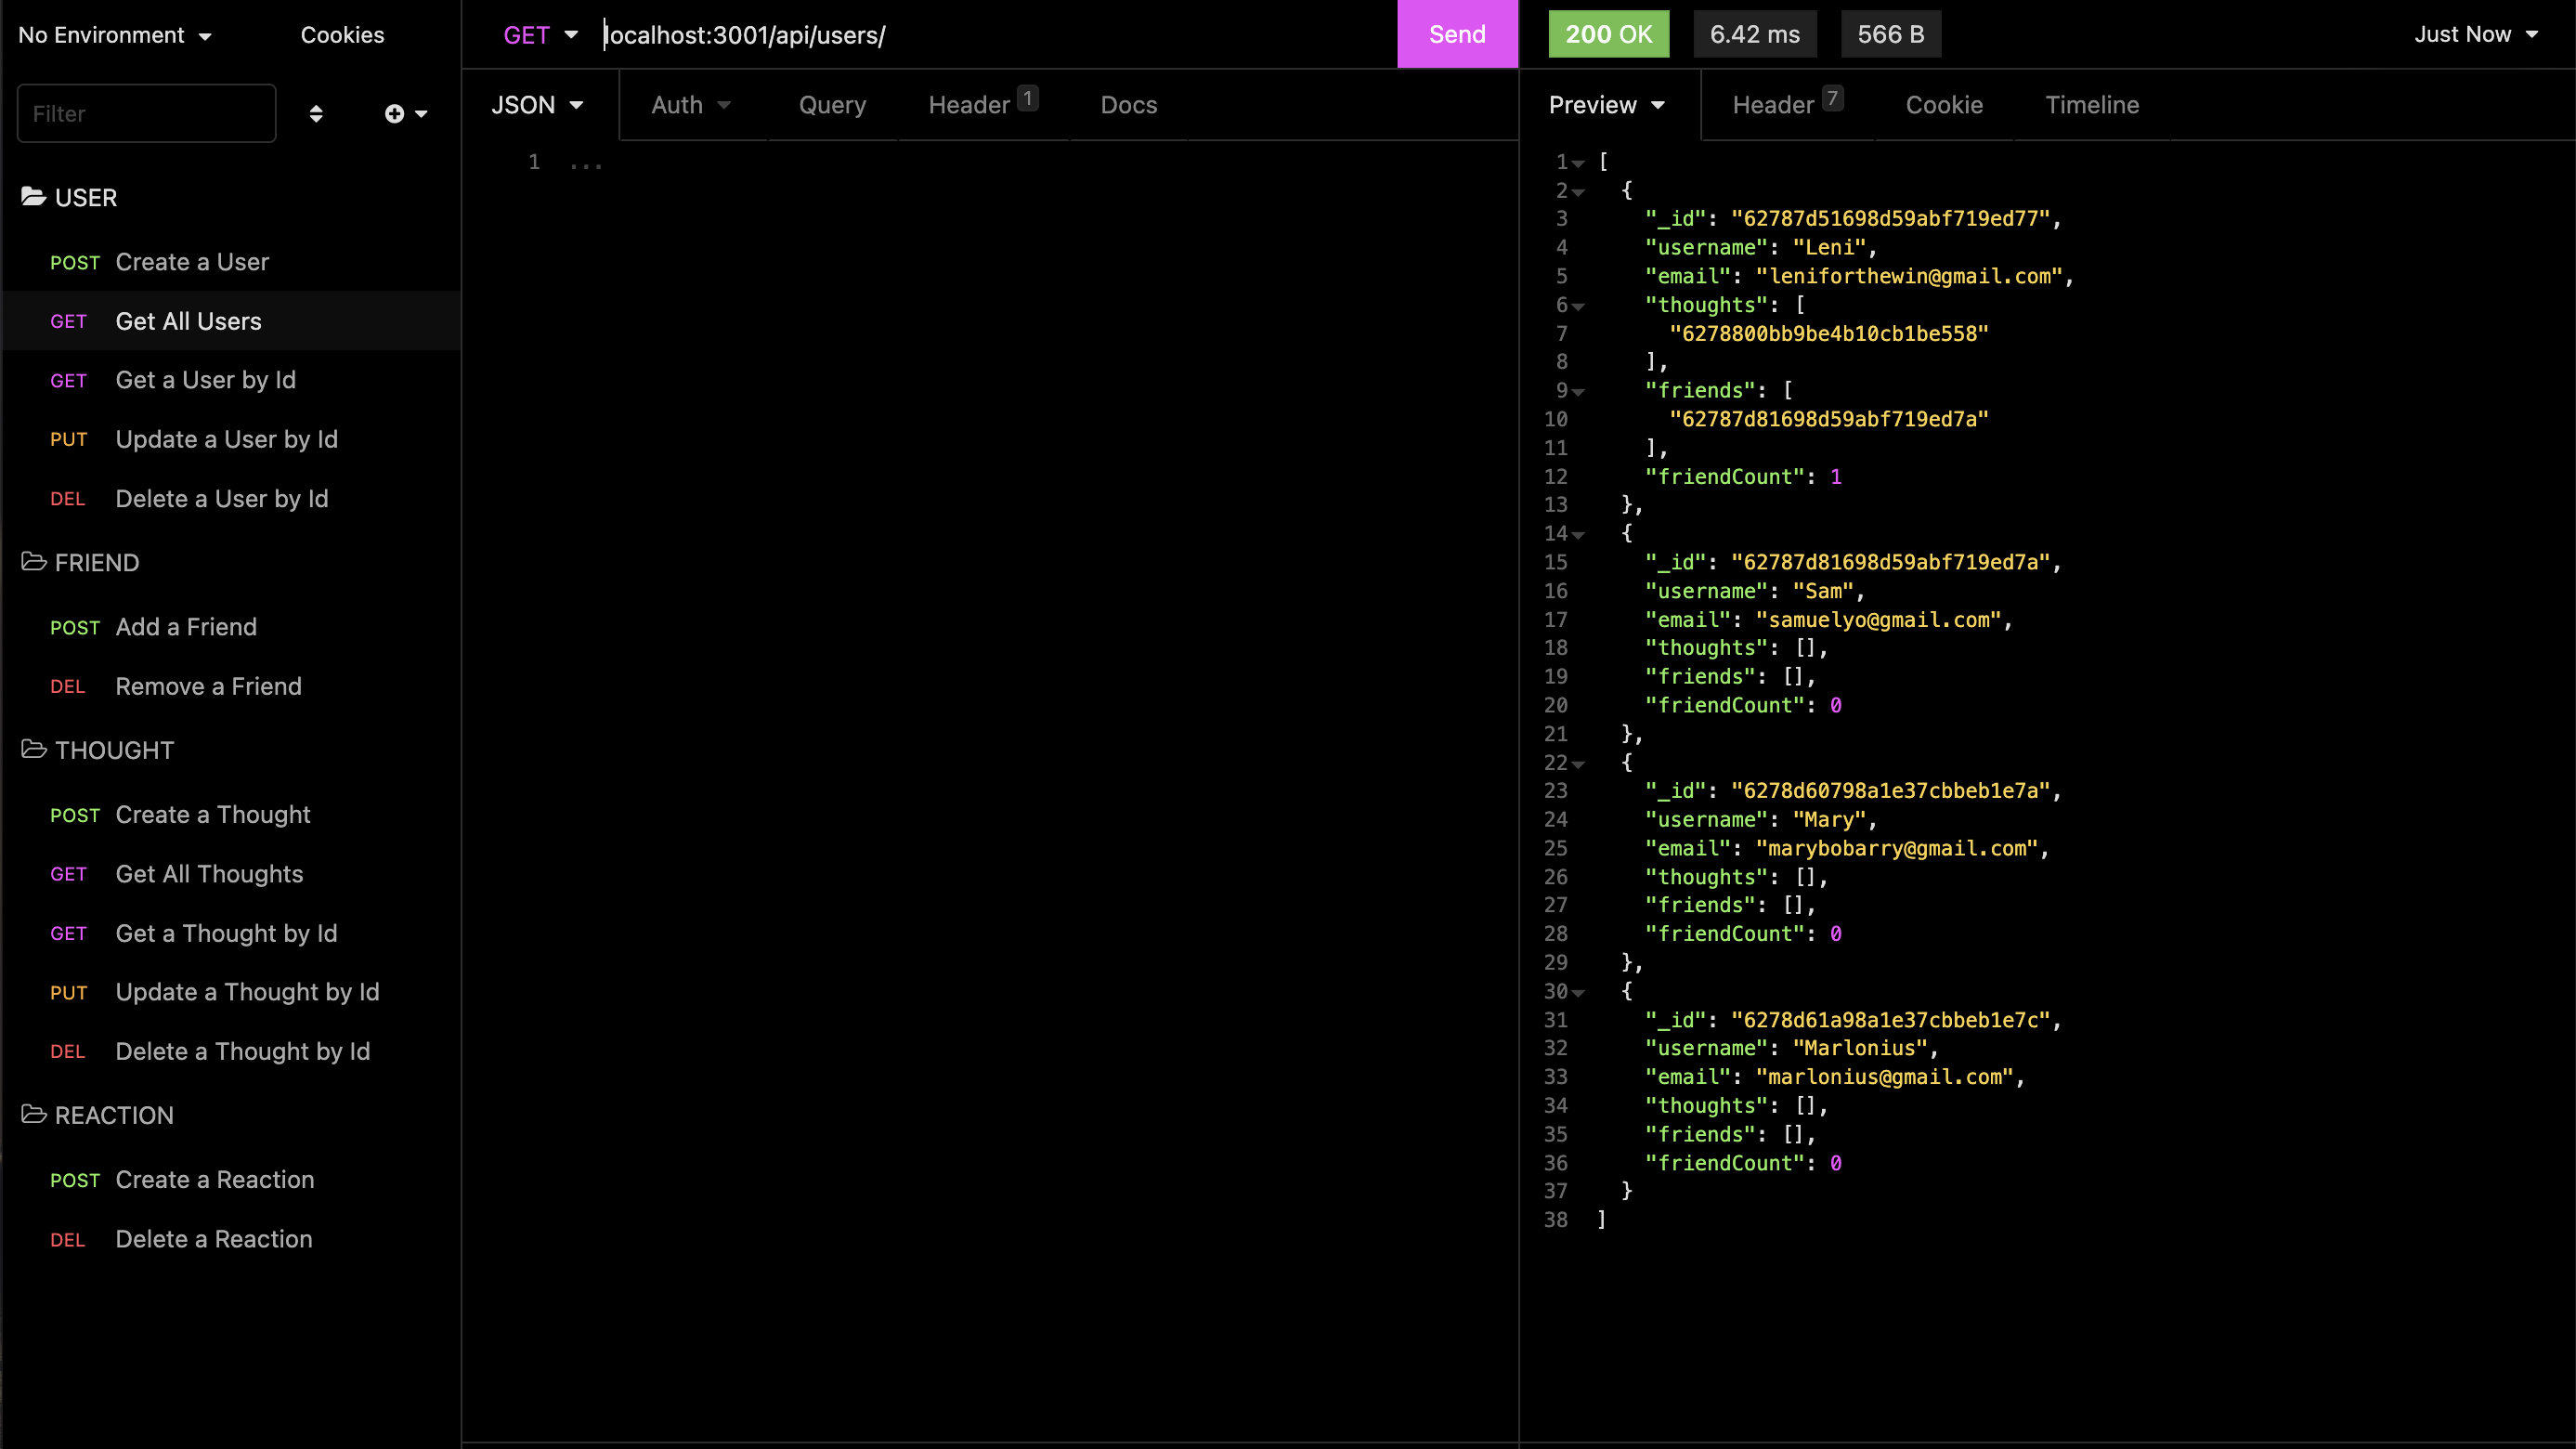 No Environment
Cookies
Filter
USER
POST Create a User
GET Get All Users
GET Get a User by Id
PUT Update a User by Id
DEL Delete a User by Id
FRIEND
POST Add a Friend
DEL Remove a Friend
THOUGHT
POST Create a Thought
GET Get All Thoughts
GET Get a Thought by Id
PUT Update a Thought by Id
DEL Delete a Thought by Id
REACTION
POST Create a Reaction
DEL Delete a Reaction
GET localhost:3001/api/users/ Send
JSON Auth Query Header 1 Docs
1 ...
200 OK 6.42 ms 566 B Just Now
Preview Header 7 Cookie Timeline
1 [
2 {
3 "_id": "62787d51698d59abf719ed77",
4 "username": "Leni",
5 "email": "leniforthewin@gmail.com",
6 "thoughts": [
7 "6278800bb9be4b10cb1be558"
8 ],
9 "friends": [
10 "62787d81698d59abf719ed7a"
11 ],
12 "friendCount": 1
13 },
14 {
15 "_id": "62787d81698d59abf719ed7a",
16 "username": "Sam",
17 "email": "samuelyo@gmail.com",
18 "thoughts": [],
19 "friends": [],
20 "friendCount": 0
21 },
22 {
23 "_id": "6278d60798a1e37cbbeb1e7a",
24 "username": "Mary",
25 "email": "marybobarry@gmail.com",
26 "thoughts": [],
27 "friends": [],
28 "friendCount": 0
29 },
30 {
31 "_id": "6278d61a98a1e37cbbeb1e7c",
32 "username": "Marlonius",
33 "email": "marlonius@gmail.com",
34 "thoughts": [],
35 "friends": [],
36 "friendCount": 0
37 }
38 ]